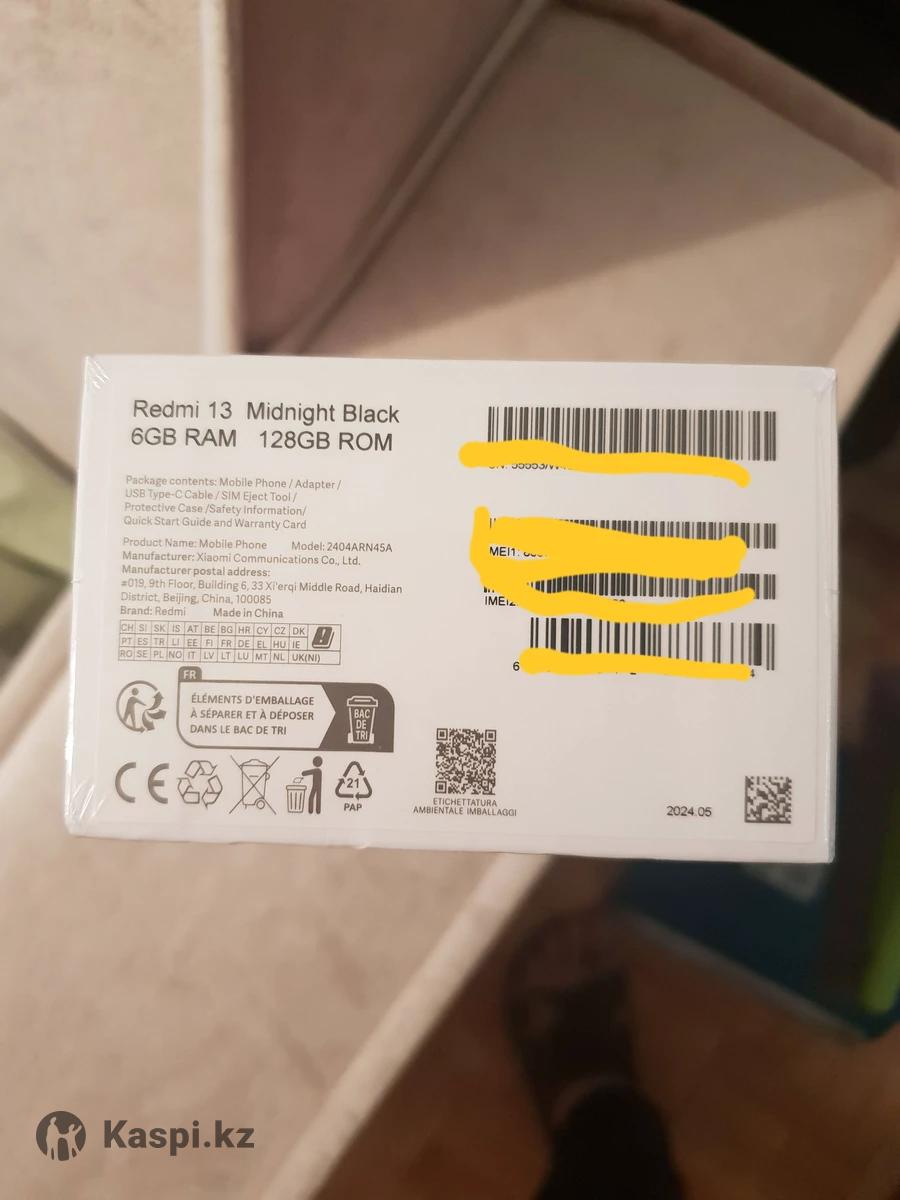 Redmi 13 Midnight Black
6GB RAM 128GB ROM
Package contents: Mobile Phone / Adapter /
USB Type-C Cable / SIM Eject Tool /
Protective Case /Safety Information/
Quick Start Guide and Warranty Card
Product Name: Mobile Phone Model: 2404ARN45A
Manufacturer: Xiaomi Communications Co., Ltd.
Manufacturer postal address:
#019, 9th Floor, Building 6, 33 Xi'erqi Middle Road, Haidian
District, Beijing, China, 100085
Brand: Redmi Made in China
CH SI SK IS AT BE BG HR CY CZ DK
PT ES TR LI EE FI FR DE EL HU IE
RO SE PL NO IT LV LT LU MT NL UK(NI)
FR
ÉLÉMENTS D'EMBALLAGE
À SÉPARER ET À DÉPOSER
DANS LE BAC DE TRI
BAC
DE
TRI
CE
21
PAP
ETICHETTATURA
AMBIENTALE IMBALLAGGI
IMEI2
6
4
2024.05
Kaspi.kz